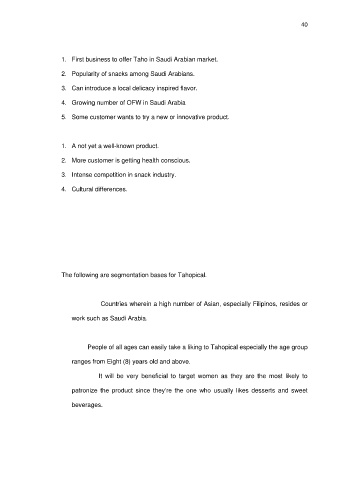 40
1. First business to offer Taho in Saudi Arabian market.
2. Popularity of snacks among Saudi Arabians.
3. Can introduce a local delicacy inspired flavor.
4. Growing number of OFW in Saudi Arabia
5. Some customer wants to try a new or innovative product.
1. A not yet a well-known product.
2. More customer is getting health conscious.
3. Intense competition in snack industry.
4. Cultural differences.
The following are segmentation bases for Tahopical.
Countries wherein a high number of Asian, especially Filipinos, resides or
work such as Saudi Arabia.
People of all ages can easily take a liking to Tahopical especially the age group
ranges from Eight (8) years old and above.
It will be very beneficial to target women as they are the most likely to
patronize the product since they're the one who usually likes desserts and sweet
beverages.